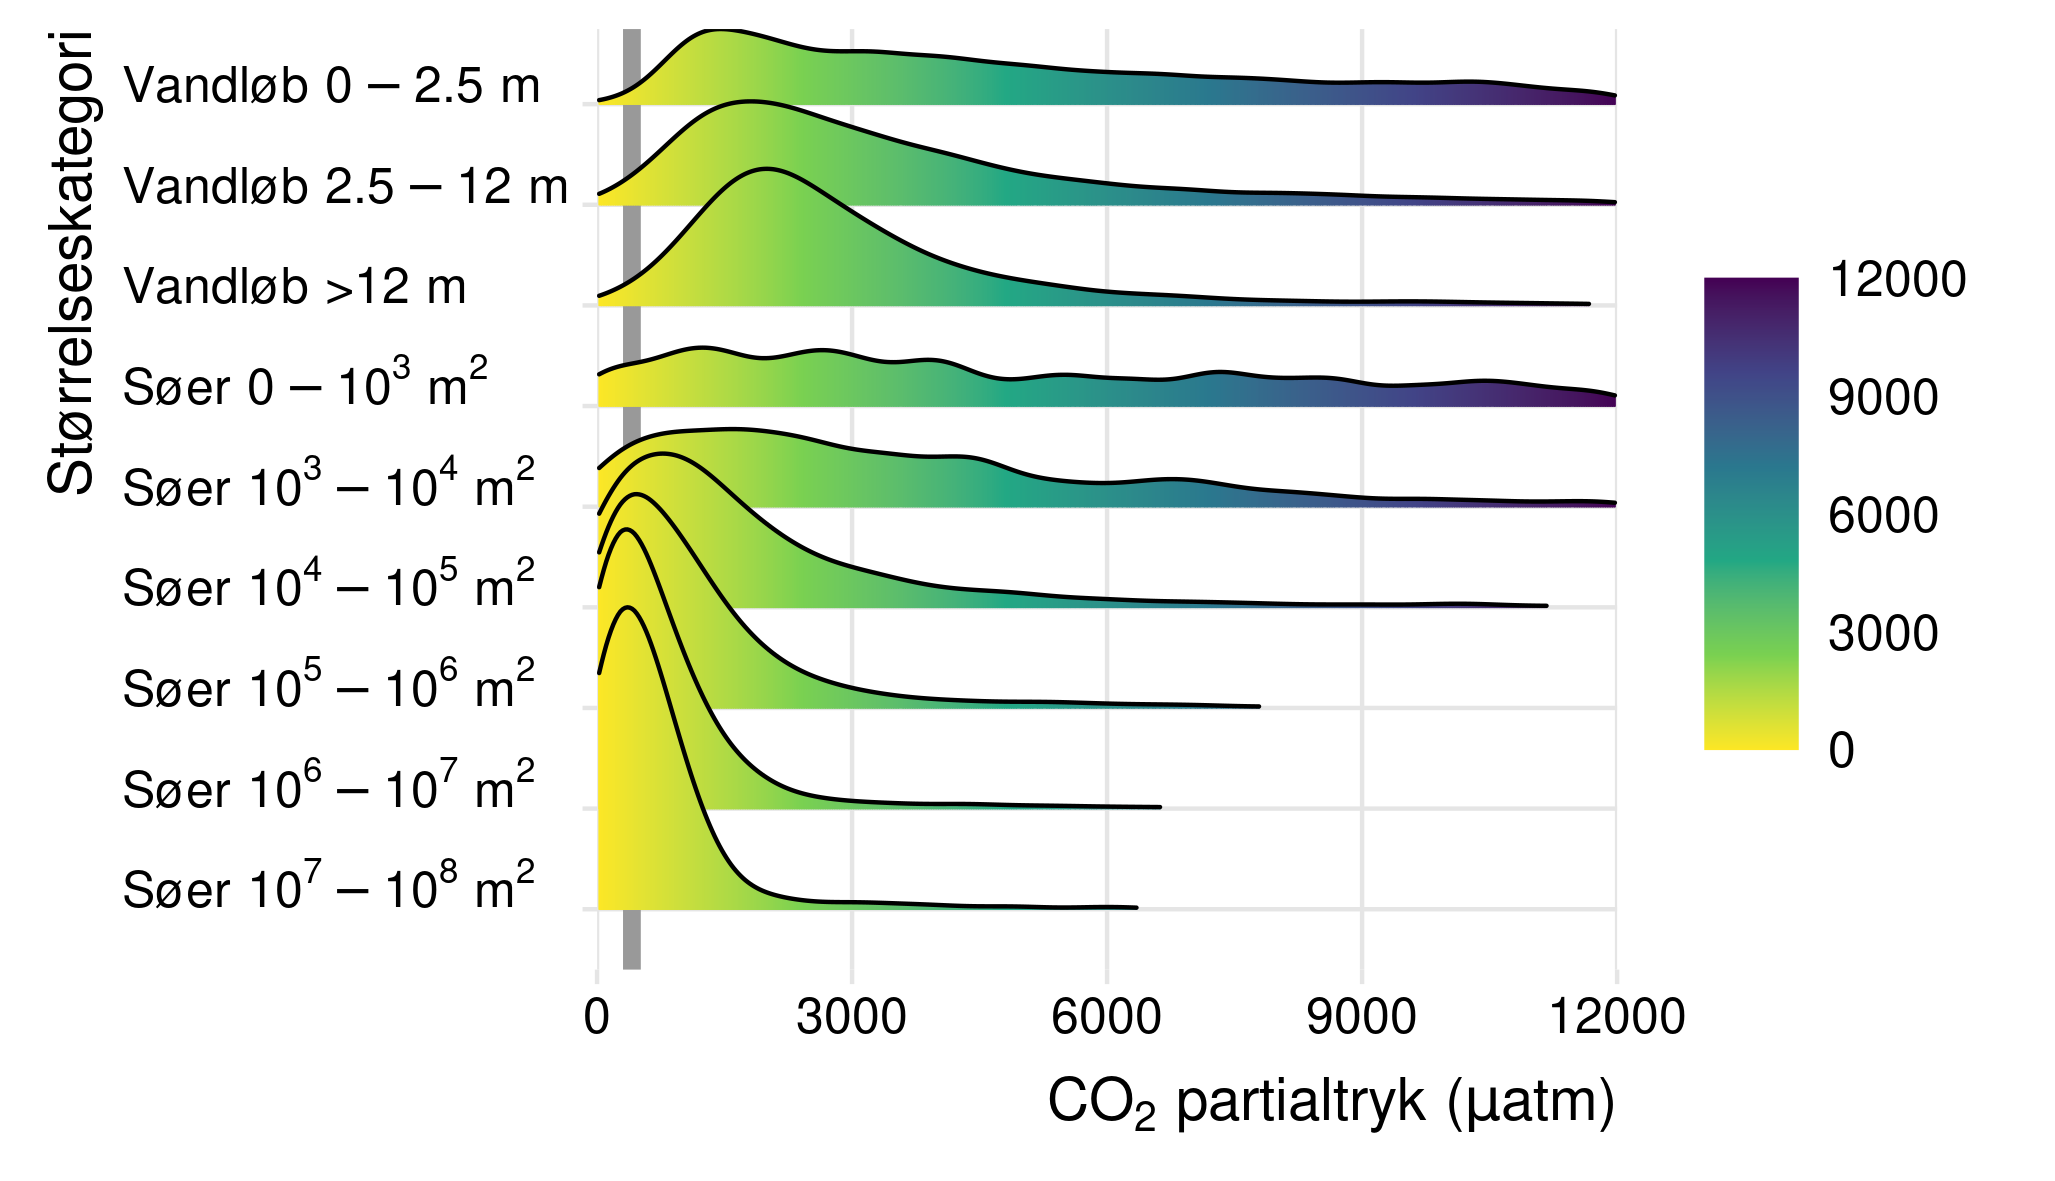 Størrelseskategori
Vandløb 0 – 2.5 m
Vandløb 2.5 – 12 m
Vandløb >12 m
Søer 0 – 10³ m²
Søer 10³ – 10⁴ m²
Søer 10⁴ – 10⁵ m²
Søer 10⁵ – 10⁶ m²
Søer 10⁶ – 10⁷ m²
Søer 10⁷ – 10⁸ m²
0 3000 6000 9000 12000
CO₂ partialtryk (µatm)
12000
9000
6000
3000
0